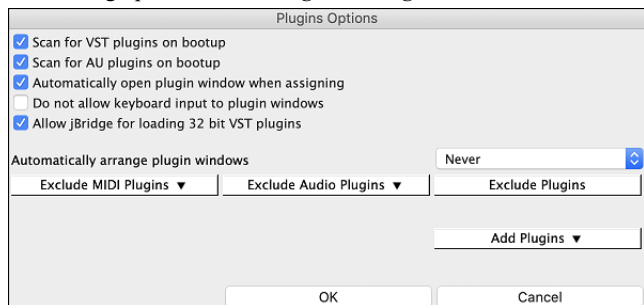 Plugins Options
Scan for VST plugins on bootup
Scan for AU plugins on bootup
Automatically open plugin window when assigning
Do not allow keyboard input to plugin windows
Allow jBridge for loading 32 bit VST plugins
Automatically arrange plugin windows Never
Exclude MIDI Plugins ▼ Exclude Audio Plugins ▼ Exclude Plugins
Add Plugins ▼
OK Cancel